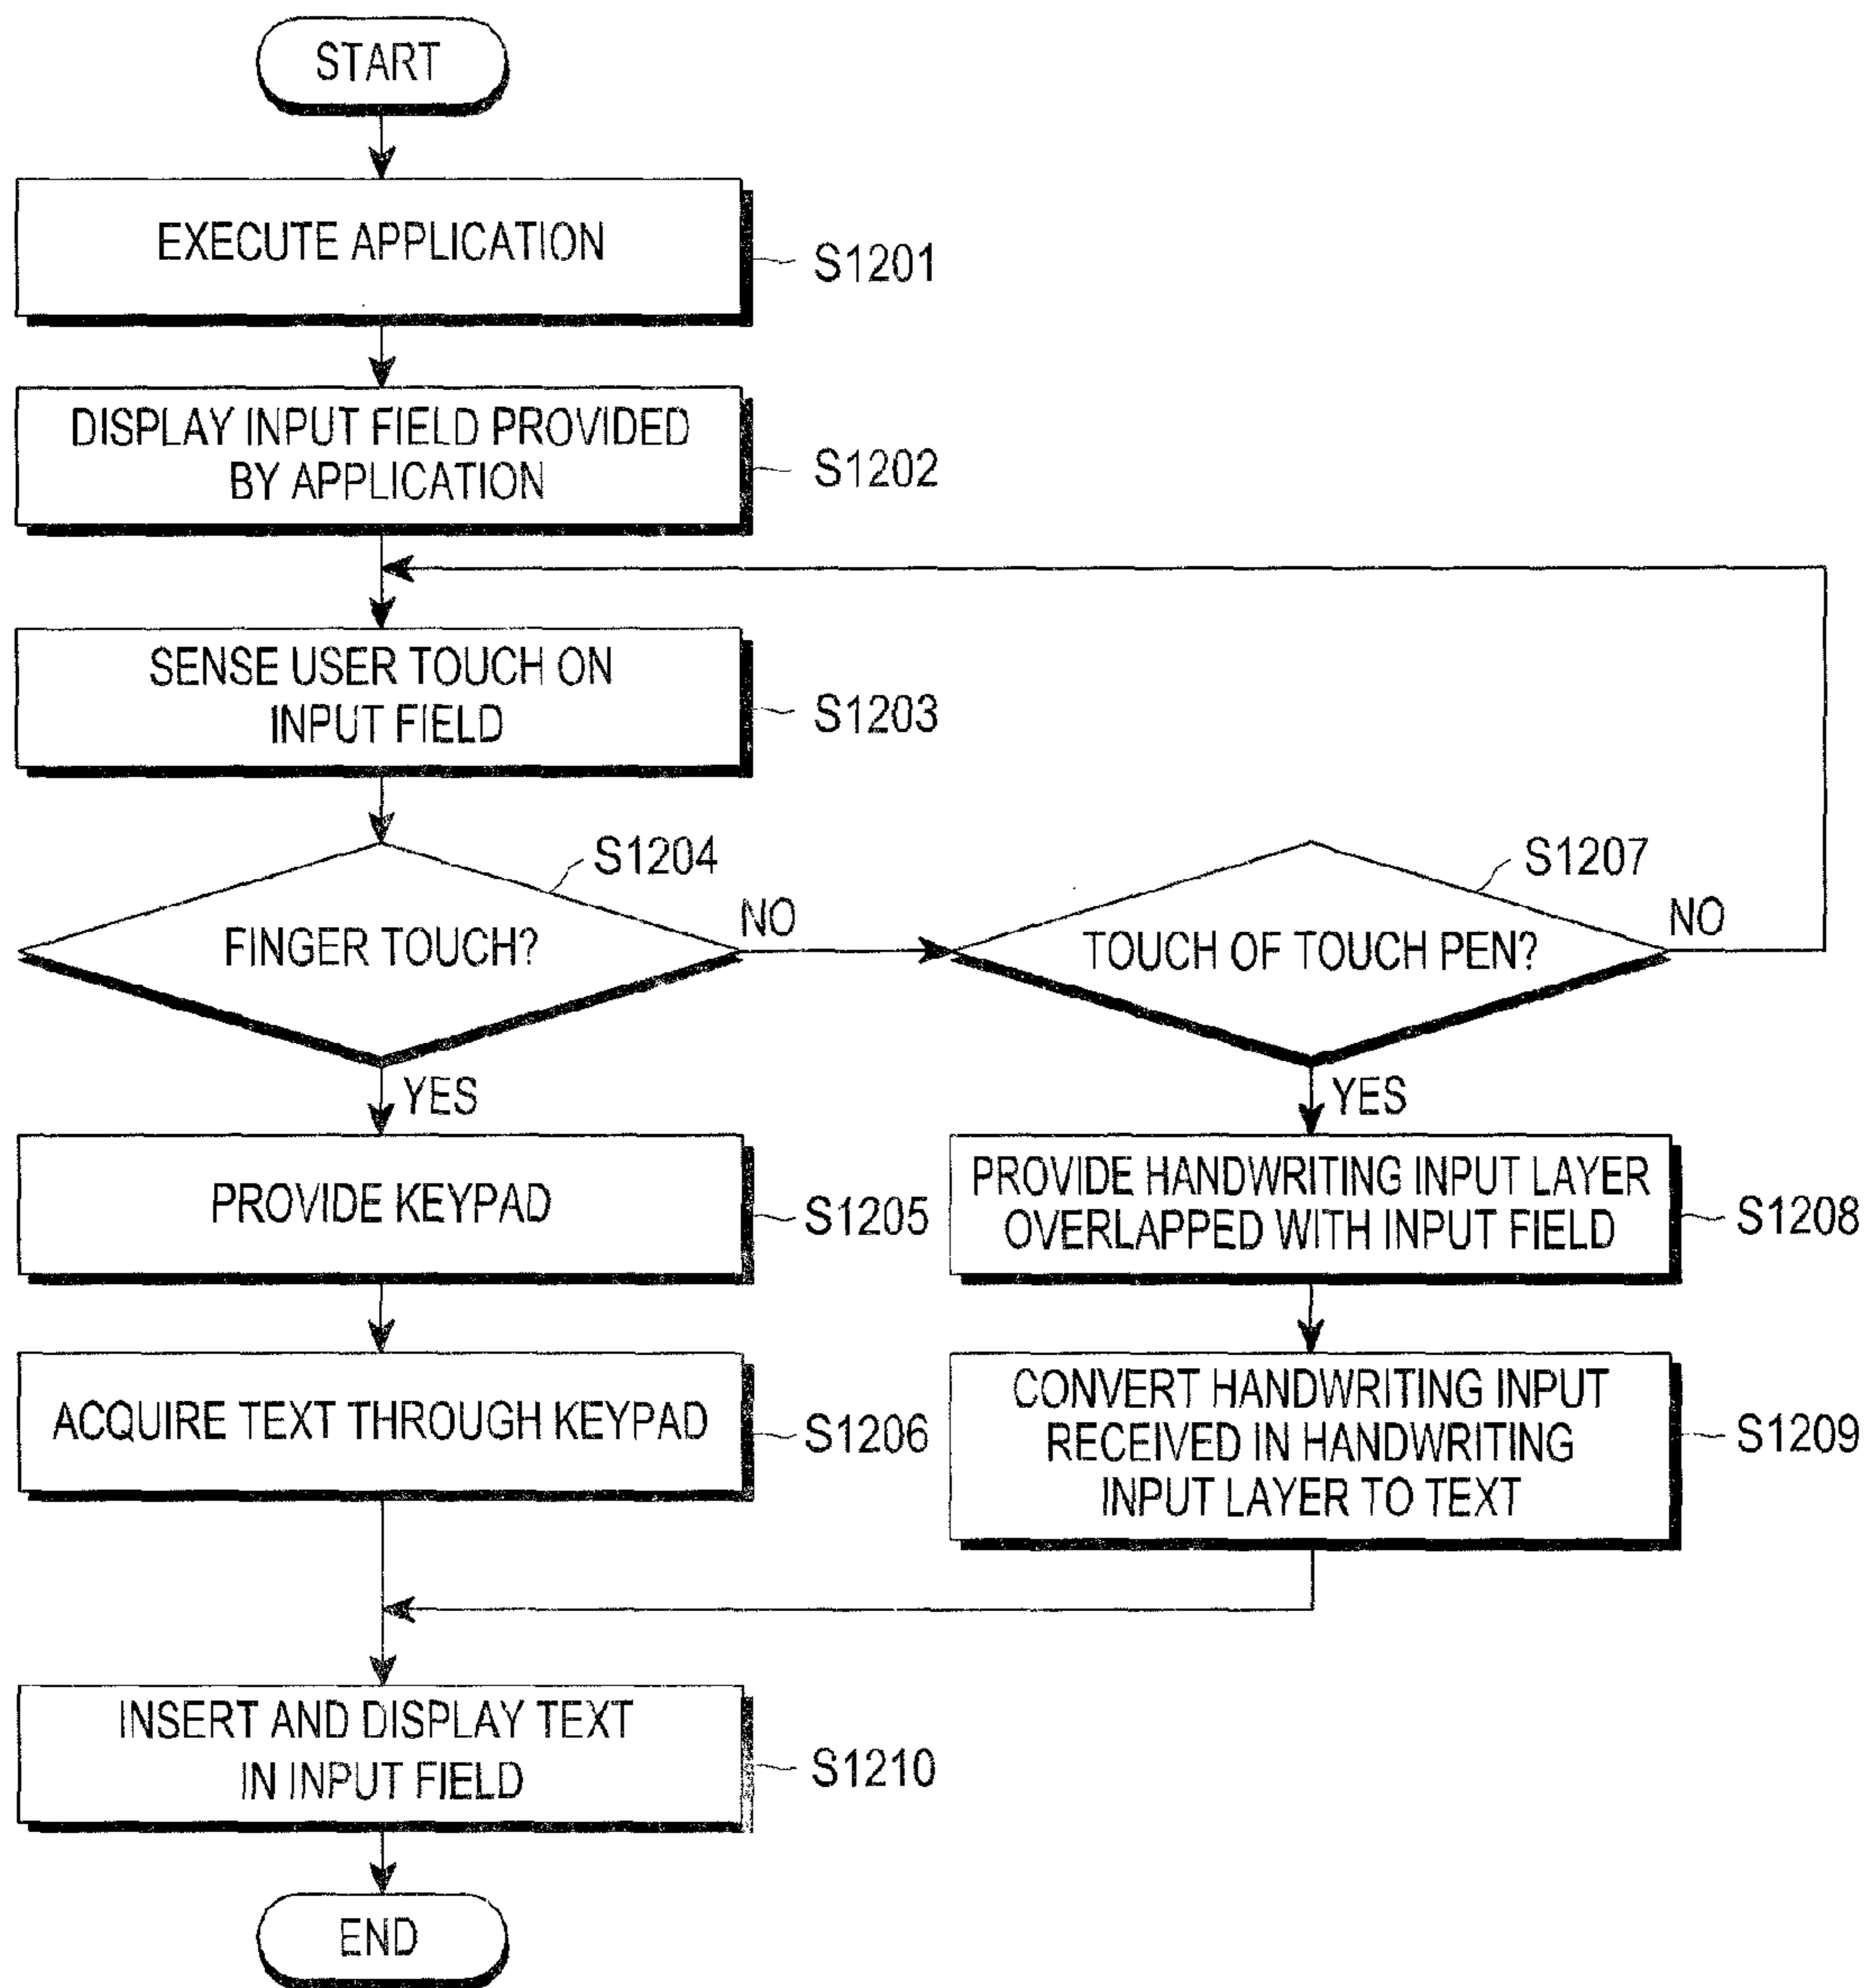 START
EXECUTE APPLICATION
S1201
DISPLAY INPUT FIELD PROVIDED
BY APPLICATION
S1202
SENSE USER TOUCH ON
INPUT FIELD
S1203
S1204
FINGER TOUCH?
NO
YES
S1207
TOUCH OF TOUCH PEN?
NO
YES
PROVIDE KEYPAD
S1205
PROVIDE HANDWRITING INPUT LAYER
OVERLAPPED WITH INPUT FIELD
S1208
ACQUIRE TEXT THROUGH KEYPAD
S1206
CONVERT HANDWRITING INPUT
RECEIVED IN HANDWRITING
INPUT LAYER TO TEXT
S1209
INSERT AND DISPLAY TEXT
IN INPUT FIELD
S1210
END